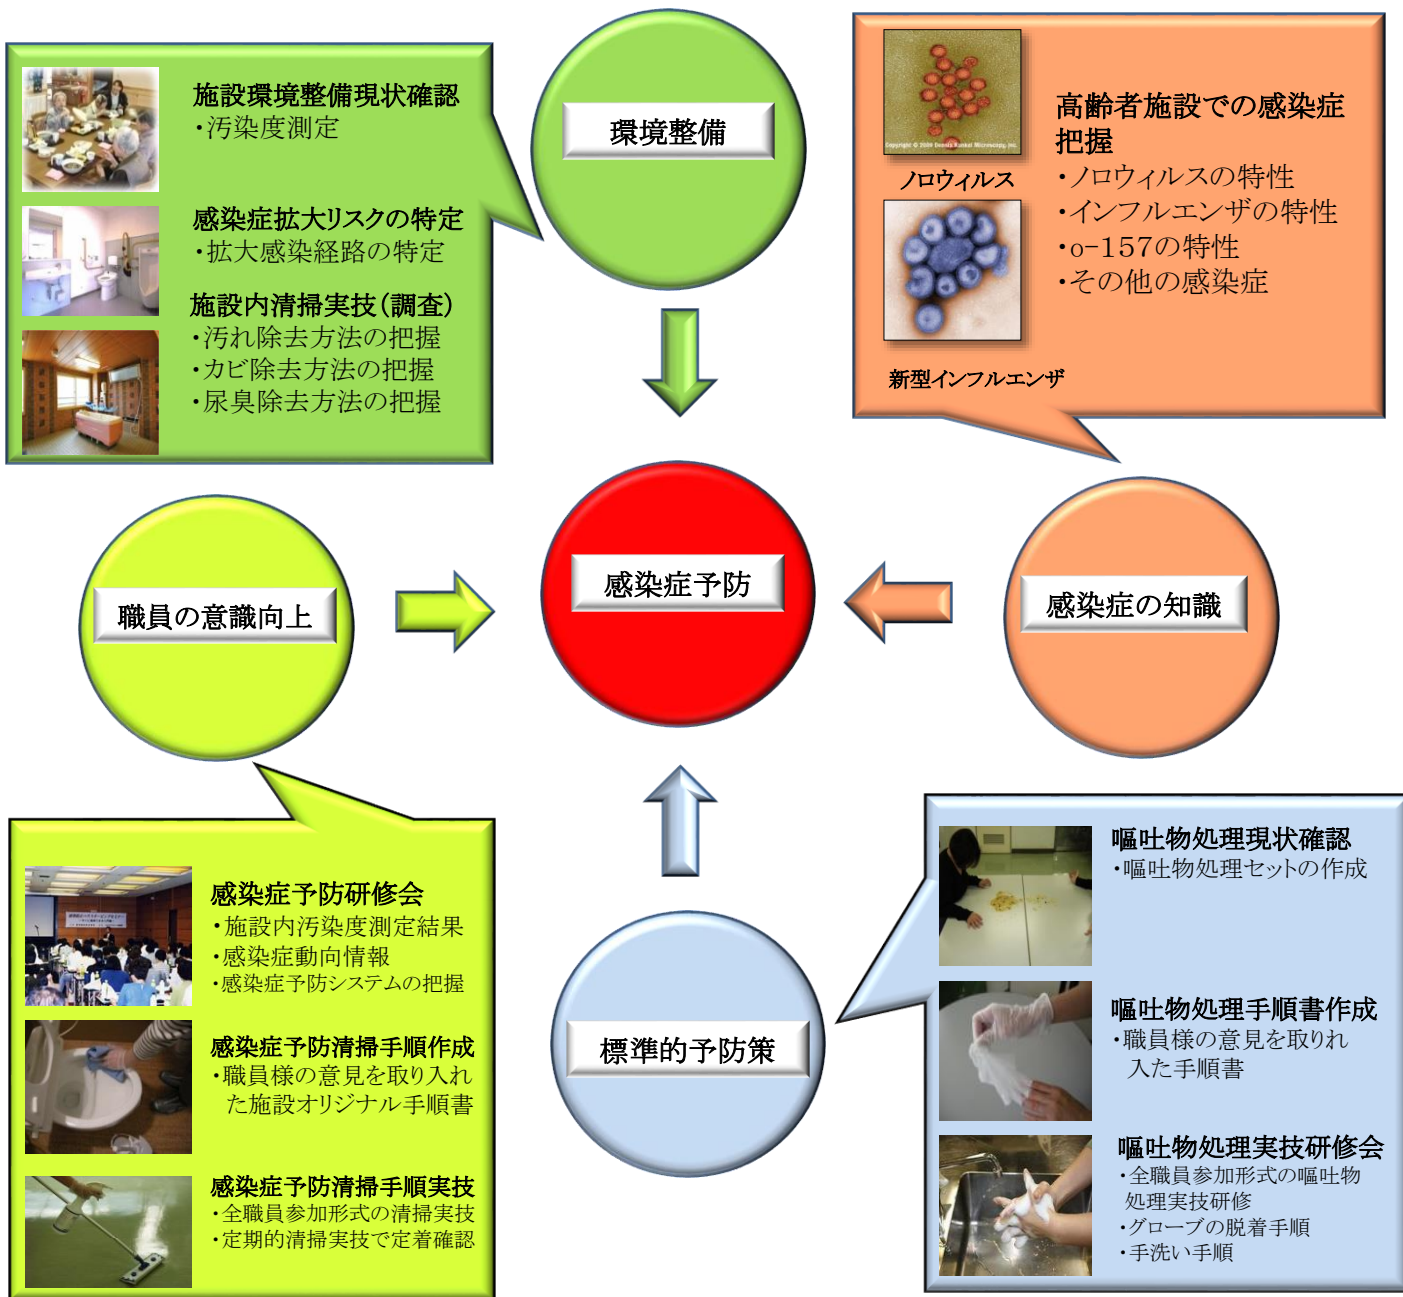 施設環境整備現状確認
・汚染度測定
感染症拡大リスクの特定
・拡大感染経路の特定
施設内清掃実技(調査)
・汚れ除去方法の把握
・カビ除去方法の把握
・尿臭除去方法の把握
環境整備
Copyright © 2004 Dennis Kunkel Microscopy, Inc.
ノロウィルス
新型インフルエンザ
高齢者施設での感染症
把握
・ノロウィルスの特性
・インフルエンザの特性
・o-157の特性
・その他の感染症
職員の意識向上
感染症予防
感染症の知識
標準的予防策
感染症予防研修会
・施設内汚染度測定結果
・感染症動向情報
・感染症予防システムの把握
感染症予防清掃手順作成
・職員様の意見を取り入れ
た施設オリジナル手順書
感染症予防清掃手順実技
・全職員参加形式の清掃実技
・定期的清掃実技で定着確認
嘔吐物処理現状確認
・嘔吐物処理セットの作成
嘔吐物処理手順書作成
・職員様の意見を取りれ
入た手順書
嘔吐物処理実技研修会
・全職員参加形式の嘔吐物
処理実技研修
・グローブの脱着手順
・手洗い手順